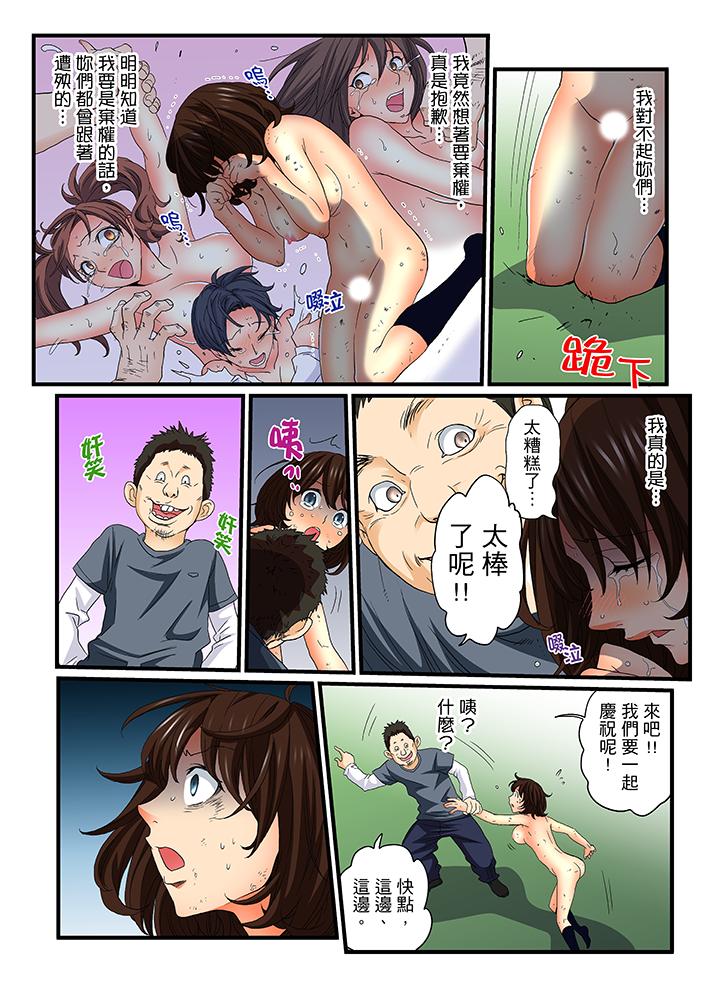 我對不起妳們…
跪下
我竟然想著要棄權，
真是抱歉…
明明知道
我要是棄權的話，
妳們都會跟著
遭殃的…
嗚…
嗚…
啜泣
我真的是…
太糟糕了…
太棒
了呢!!
啜泣
咦?!
奸笑
奸笑
來吧!!
我們要一起
慶祝呢！
咦？
什麼？
快點，
這邊、
這邊。